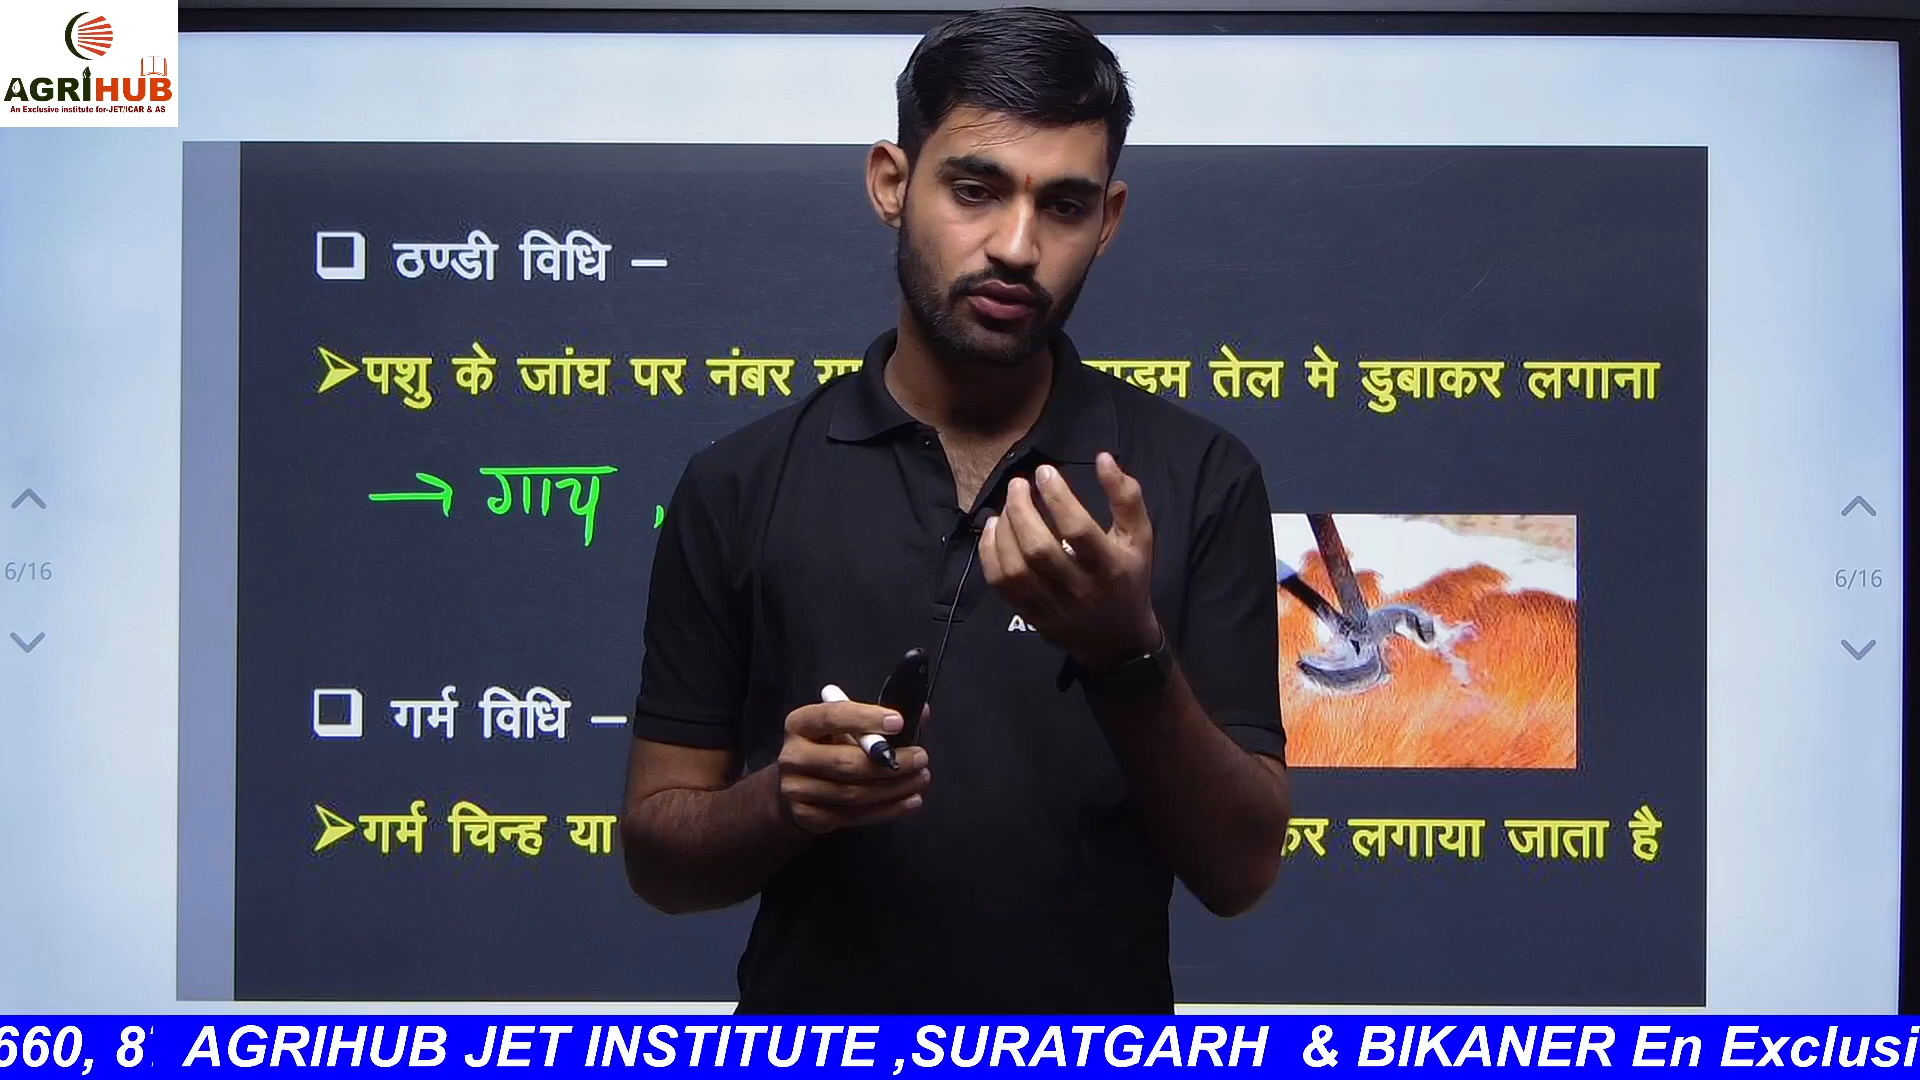 AGRIHUB
An Exclusive institute for-JET/ICAR & AS
ठण्डी विधि –
पशु के जांघ पर नंबर तेल मे डुबाकर लगाना
→ गाय ,
6/16
6/16
गर्म विधि –
गर्म चिन्ह या लगाया जाता है
660, AGRIHUB JET INSTITUTE ,SURATGARH & BIKANER En Exclusi